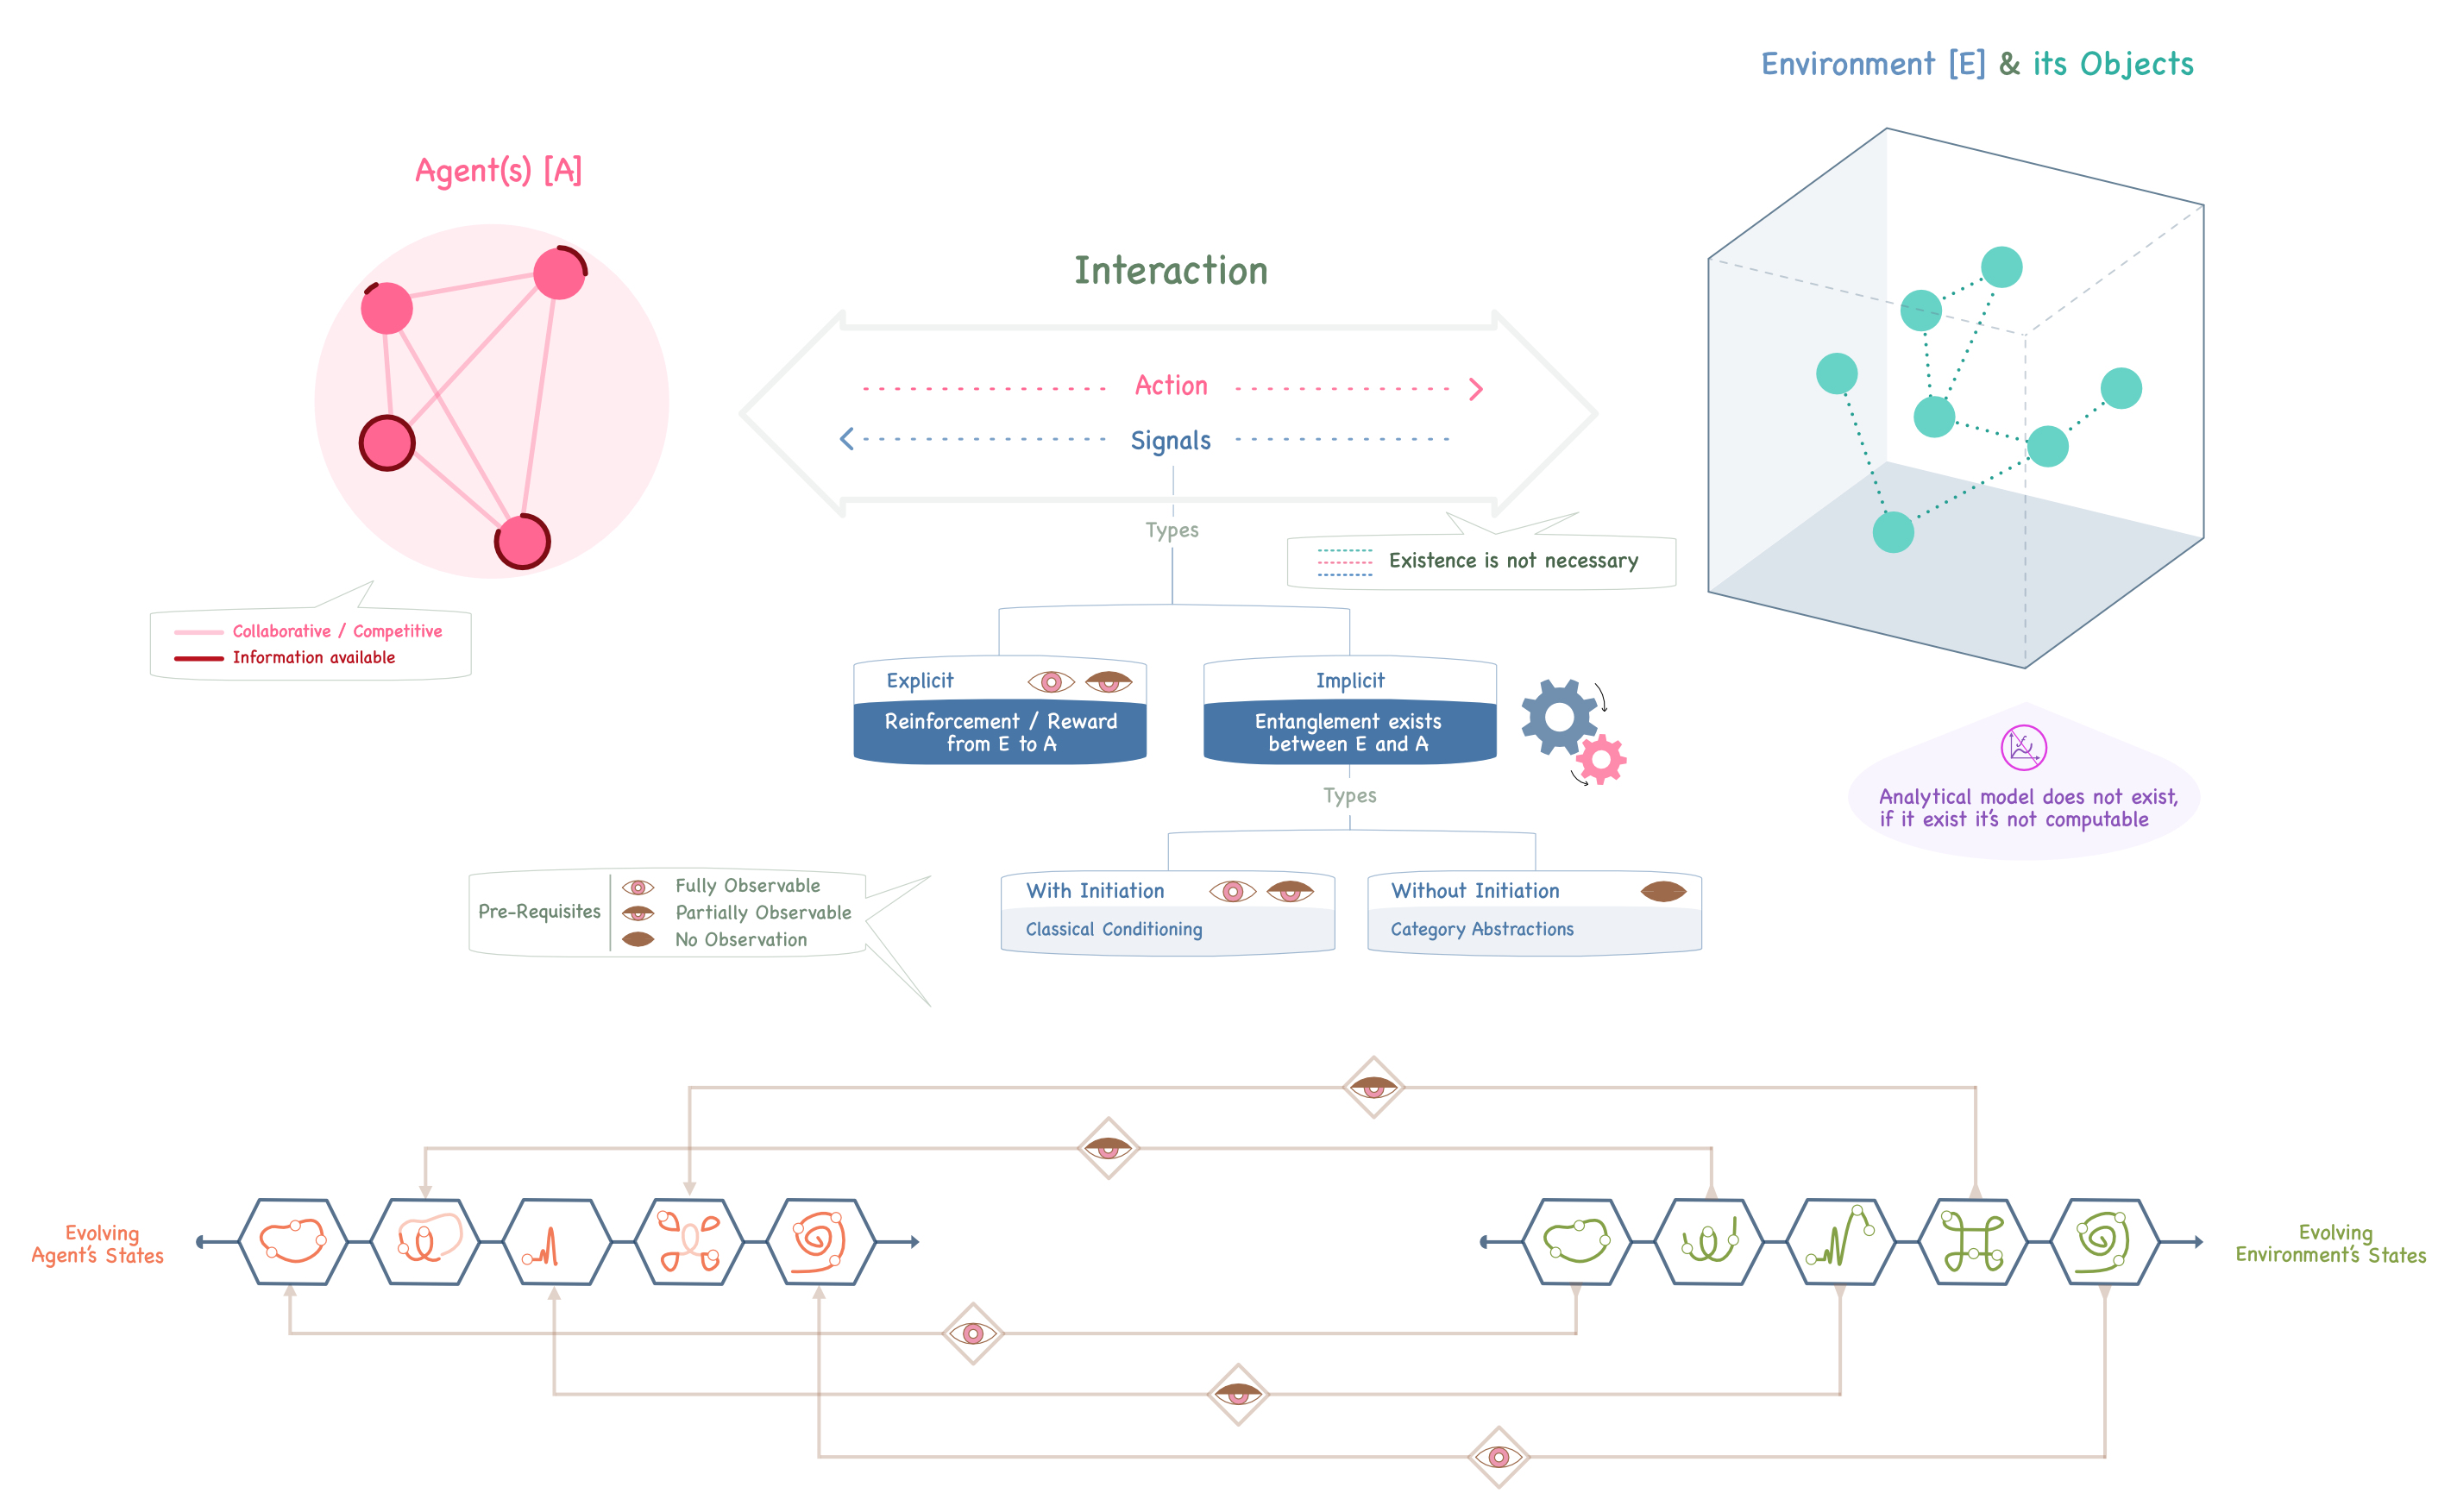 Environment [E] & its Objects
Agent(s) [A]
Interaction
Action
Signals
Types
Existence is not necessary
Collaborative / Competitive
Information available
Explicit
Reinforcement / Reward
from E to A
Implicit
Entanglement exists
between E and A
f
Analytical model does not exist,
if it exist it's not computable
Types
Pre-Requisites
Fully Observable
Partially Observable
No Observation
With Initiation
Classical Conditioning
Without Initiation
Category Abstractions
Evolving
Agent's States
Evolving
Environment's States